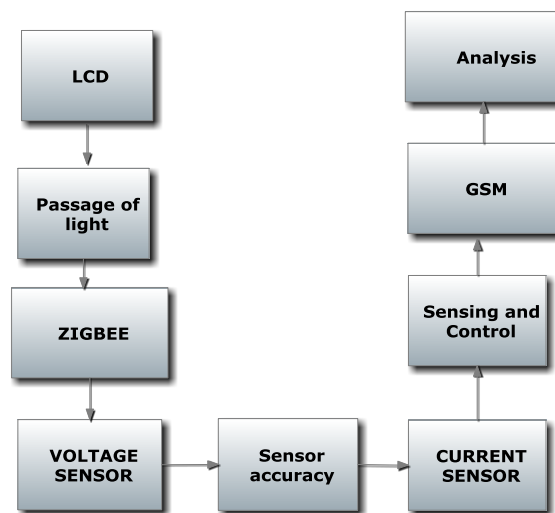 LCD
Passage of
light
ZIGBEE
VOLTAGE
SENSOR
Sensor
accuracy
CURRENT
SENSOR
Sensing and
Control
GSM
Analysis